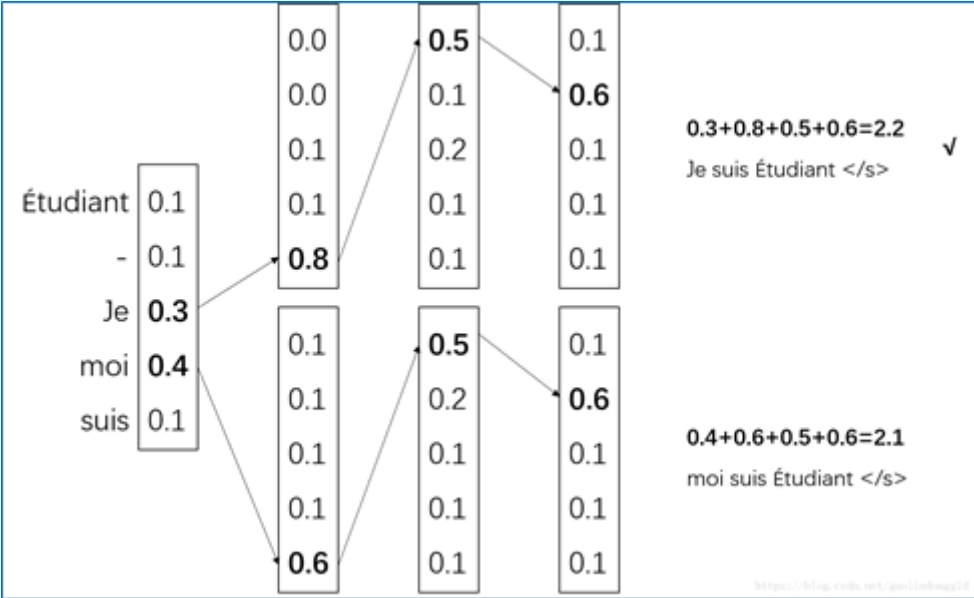 0.0 0.5 0.1
0.0 0.1 0.6
0.1 0.2 0.1
0.1 0.1 0.1
0.8 0.1 0.1
Étudiant 0.1
- 0.1
Je 0.3
moi 0.4
suis 0.1
0.1 0.5 0.1
0.1 0.2 0.6
0.1 0.1 0.1
0.1 0.1 0.1
0.6 0.1 0.1
0.3+0.8+0.5+0.6=2.2 √
Je suis Étudiant </s>
0.4+0.6+0.5+0.6=2.1
moi suis Étudiant </s>